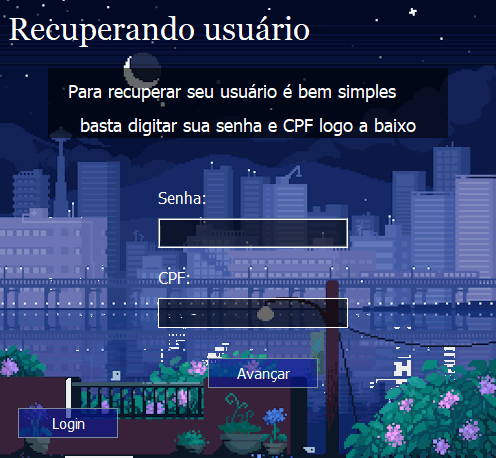 Recuperando usuário
Para recuperar seu usuário é bem simples
basta digitar sua senha e CPF logo a baixo
Senha:
CPF:
Avançar
Login